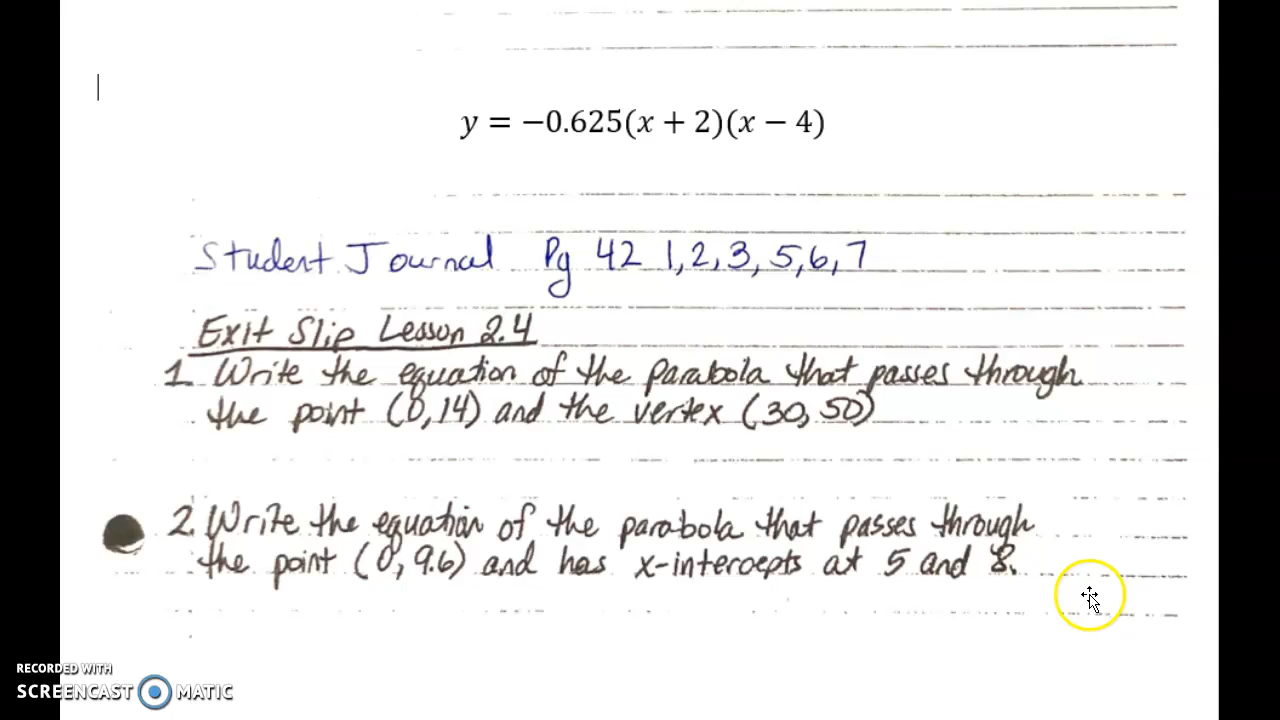 y = −0.625(x + 2)(x − 4)
Student Journal Pg 42 1,2,3,5,6,7
Exit Slip Lesson 2.4
1. Write the equation of the parabola that passes through
the point (0,14) and the vertex (30,50)
2. Write the equation of the parabola that passes through
the point (0, 9.6) and has x-intercepts at 5 and 8.
RECORDED WITH
SCREENCAST MATIC